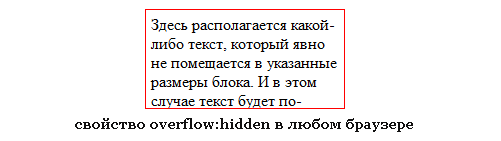 Здесь располагается какой-
либо текст, который явно
не помещается в указанные
размеры блока. И в этом
случае текст будет по-
свойство overflow:hidden в любом браузере